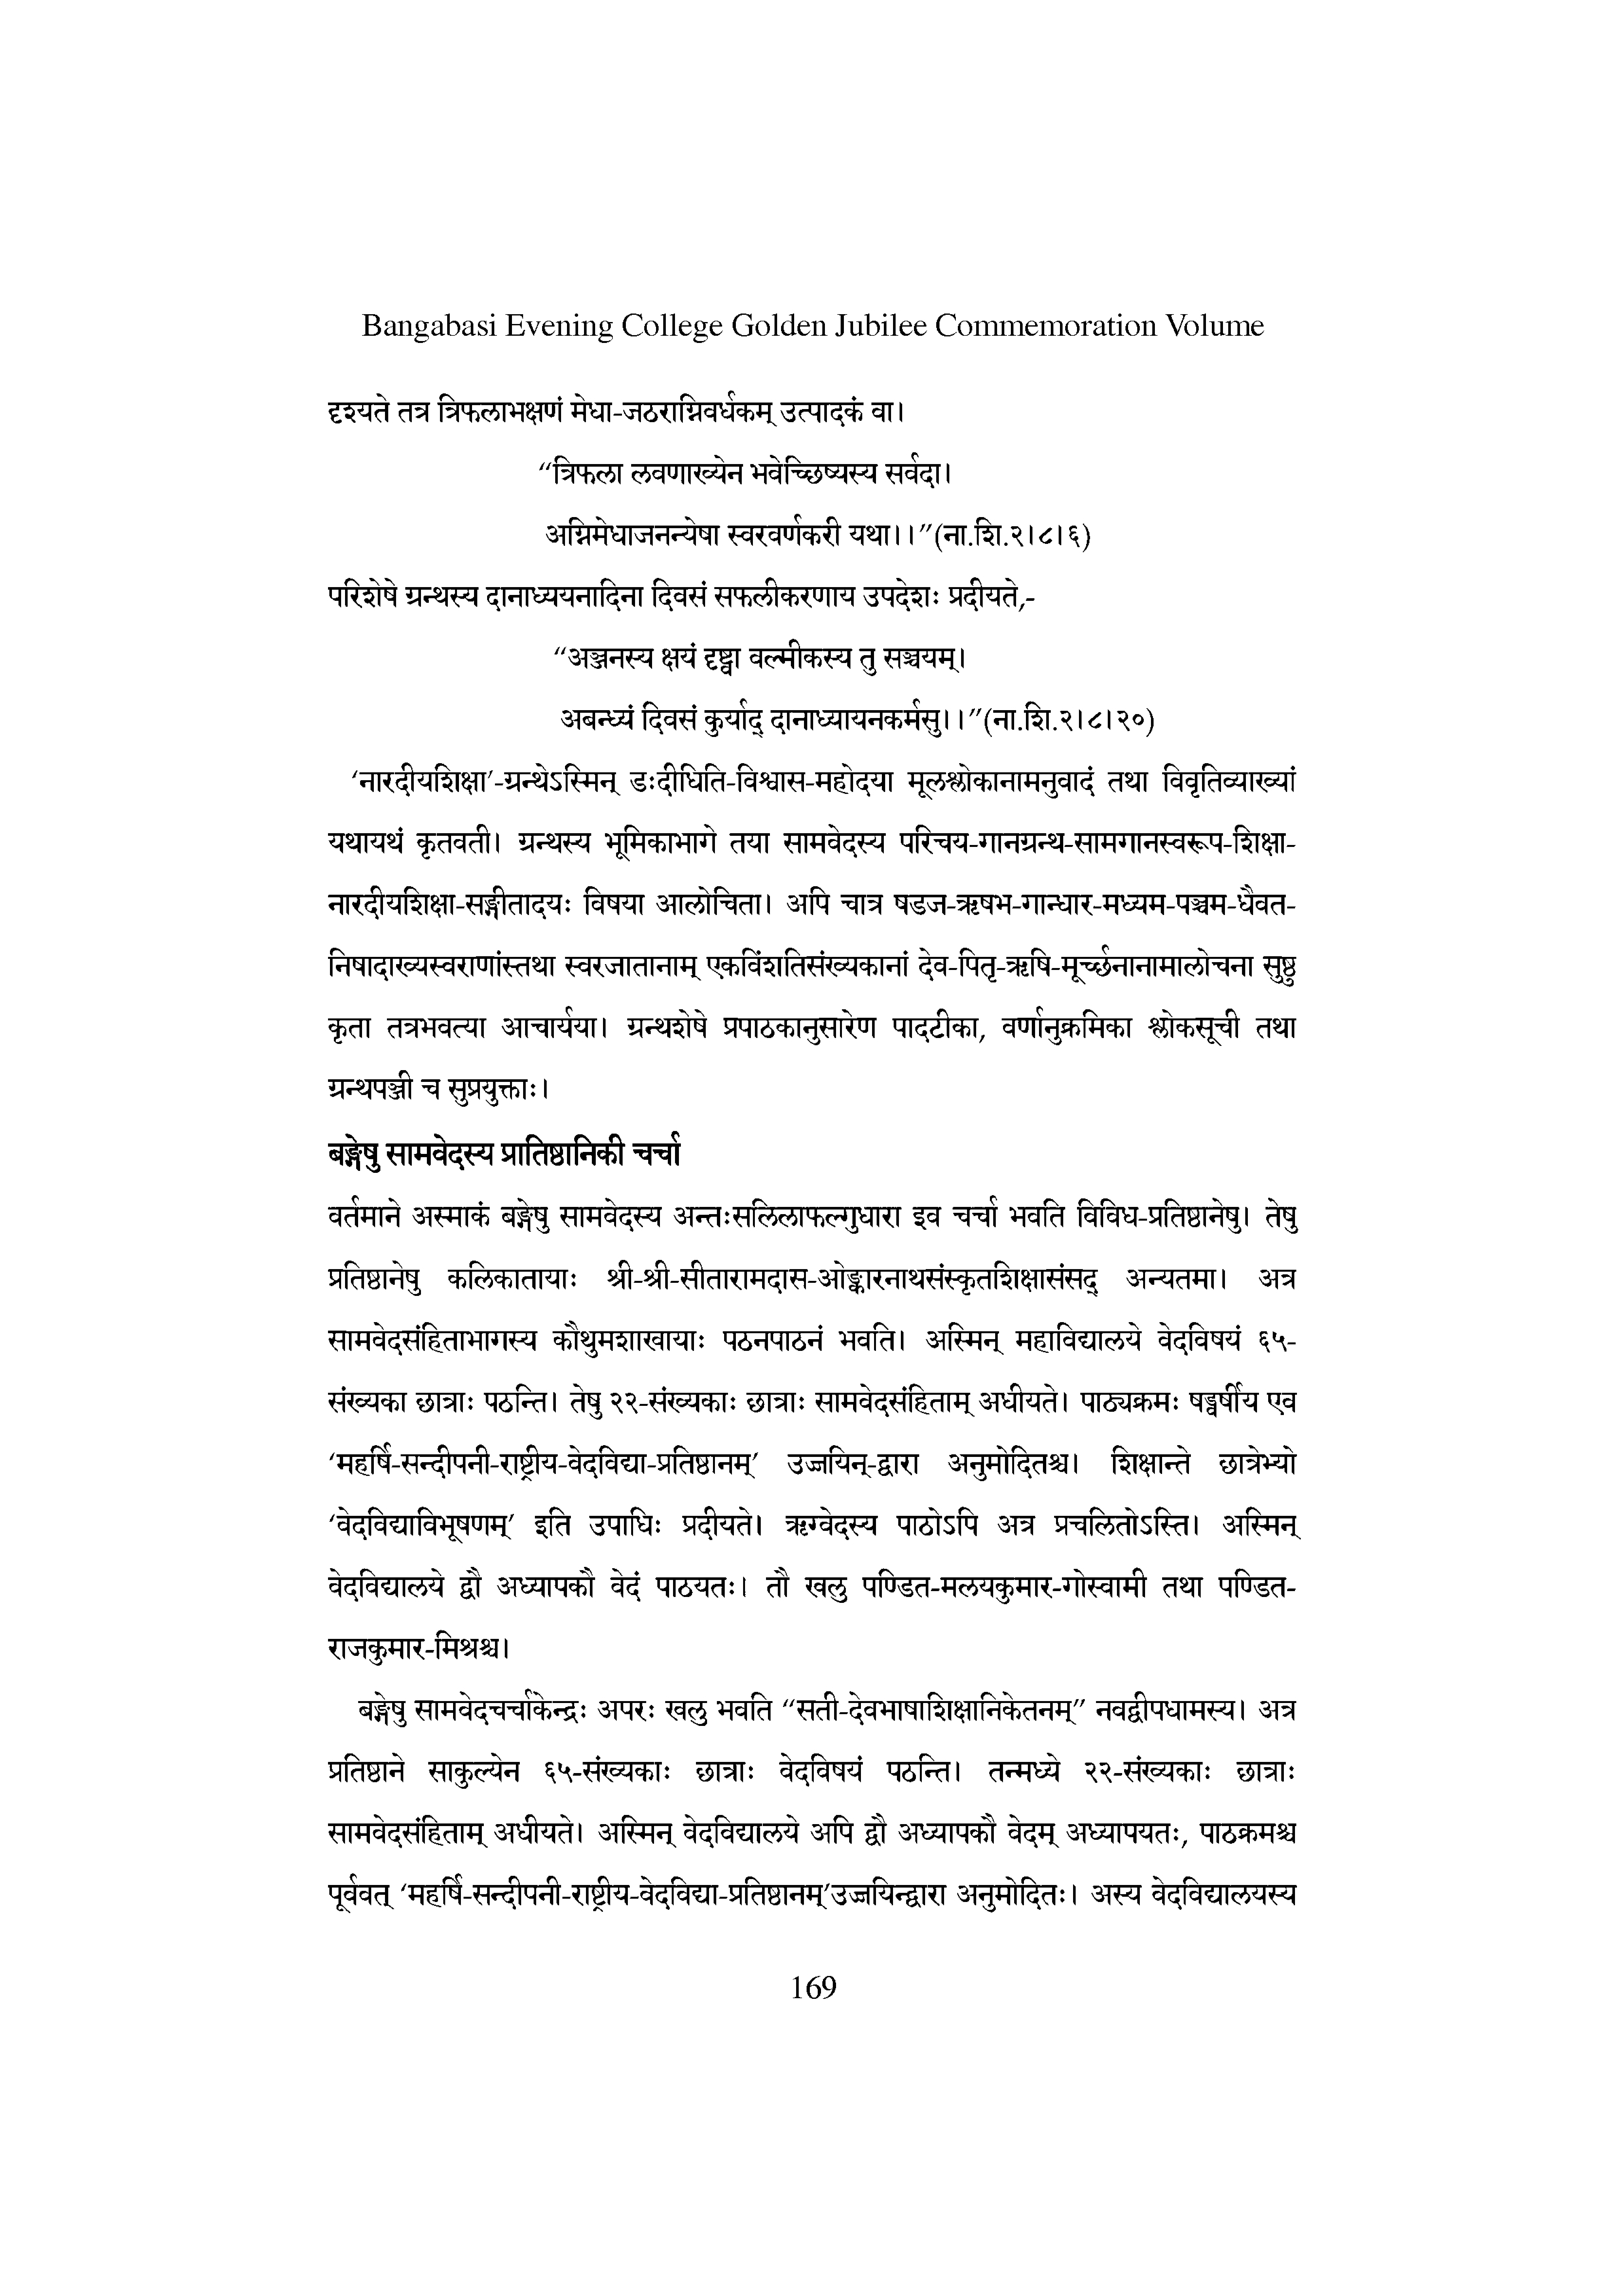 Bangabasi Evening College Golden Jubilee Commemoration Volume
दृश्यते तत्र त्रिफलाभक्षणं मेधा-जठराग्निवर्धकम् उत्पादकं वा।
“त्रिफला लवणाख्येन भवेच्छिष्यस्य सर्वदा।
अग्निमेधाजनन्येषा स्वरवर्णकरी यथा।।”(ना.शि.२।८।६)
परिशेषे ग्रन्थस्य दानाध्ययनादिना दिवसं सफलीकरणाय उपदेशः प्रदीयते,-
“अञ्जनस्य क्षयं दृष्ट्वा वल्मीकस्य तु सञ्चयम्।
अबन्ध्यं दिवसं कुर्याद् दानाध्यायनकर्मसु।।”(ना.शि.२।८।२०)
‘नारदीयशिक्षा’-ग्रन्थेऽस्मिन् डःदीधिति-विश्वास-महोदया मूलश्लोकानामनुवादं तथा विवृतिव्याख्यां
यथायथं कृतवती। ग्रन्थस्य भूमिकाभागे तया सामवेदस्य परिचय-गानग्रन्थ-सामगानस्वरूप-शिक्षा-
नारदीयशिक्षा-सङ्गीतादयः विषया आलोचिता। अपि चात्र षडज-ऋषभ-गान्धार-मध्यम-पञ्चम-धैवत-
निषादाख्यस्वराणांस्तथा स्वरजातानाम् एकविंशतिसंख्यकानां देव-पितृ-ऋषि-मूर्च्छनानामालोचना सुष्ठु
कृता तत्रभवत्या आचार्यया। ग्रन्थशेषे प्रपाठकानुसारेण पादटीका, वर्णानुक्रमिका श्लोकसूची तथा
ग्रन्थपञ्जी च सुप्रयुक्ताः।
बङ्गेषु सामवेदस्य प्रातिष्ठानिकी चर्चा
वर्तमाने अस्माकं बङ्गेषु सामवेदस्य अन्तःसलिलाफल्गुधारा इव चर्चा भवति विविध-प्रतिष्ठानेषु। तेषु
प्रतिष्ठानेषु कलिकातायाः श्री-श्री-सीतारामदास-ओङ्कारनाथसंस्कृतशिक्षासंसद् अन्यतमा। अत्र
सामवेदसंहिताभागस्य कौथुमशाखायाः पठनपाठनं भवति। अस्मिन् महाविद्यालये वेदविषयं ६५-
संख्यका छात्राः पठन्ति। तेषु २२-संख्यकाः छात्राः सामवेदसंहिताम् अधीयते। पाठ्यक्रमः षड्वर्षीय एव
‘महर्षि-सन्दीपनी-राष्ट्रीय-वेदविद्या-प्रतिष्ठानम्’ उज्जयिन्-द्वारा अनुमोदितश्च। शिक्षान्ते छात्रेभ्यो
‘वेदविद्याविभूषणम्’ इति उपाधिः प्रदीयते। ऋग्वेदस्य पाठोऽपि अत्र प्रचलितोऽस्ति। अस्मिन्
वेदविद्यालये द्वौ अध्यापकौ वेदं पाठयतः। तौ खलु पण्डित-मलयकुमार-गोस्वामी तथा पण्डित-
राजकुमार-मिश्रश्च।
बङ्गेषु सामवेदचर्चाकेन्द्रः अपरः खलु भवति “सती-देवभाषाशिक्षानिकेतनम्” नवद्वीपधामस्य। अत्र
प्रतिष्ठाने साकुल्येन ६५-संख्यकाः छात्राः वेदविषयं पठन्ति। तन्मध्ये २२-संख्यकाः छात्राः
सामवेदसंहिताम् अधीयते। अस्मिन् वेदविद्यालये अपि द्वौ अध्यापकौ वेदम् अध्यापयतः, पाठक्रमश्च
पूर्ववत् ‘महर्षि-सन्दीपनी-राष्ट्रीय-वेदविद्या-प्रतिष्ठानम्’उज्जयिन्द्वारा अनुमोदितः। अस्य वेदविद्यालयस्य
169